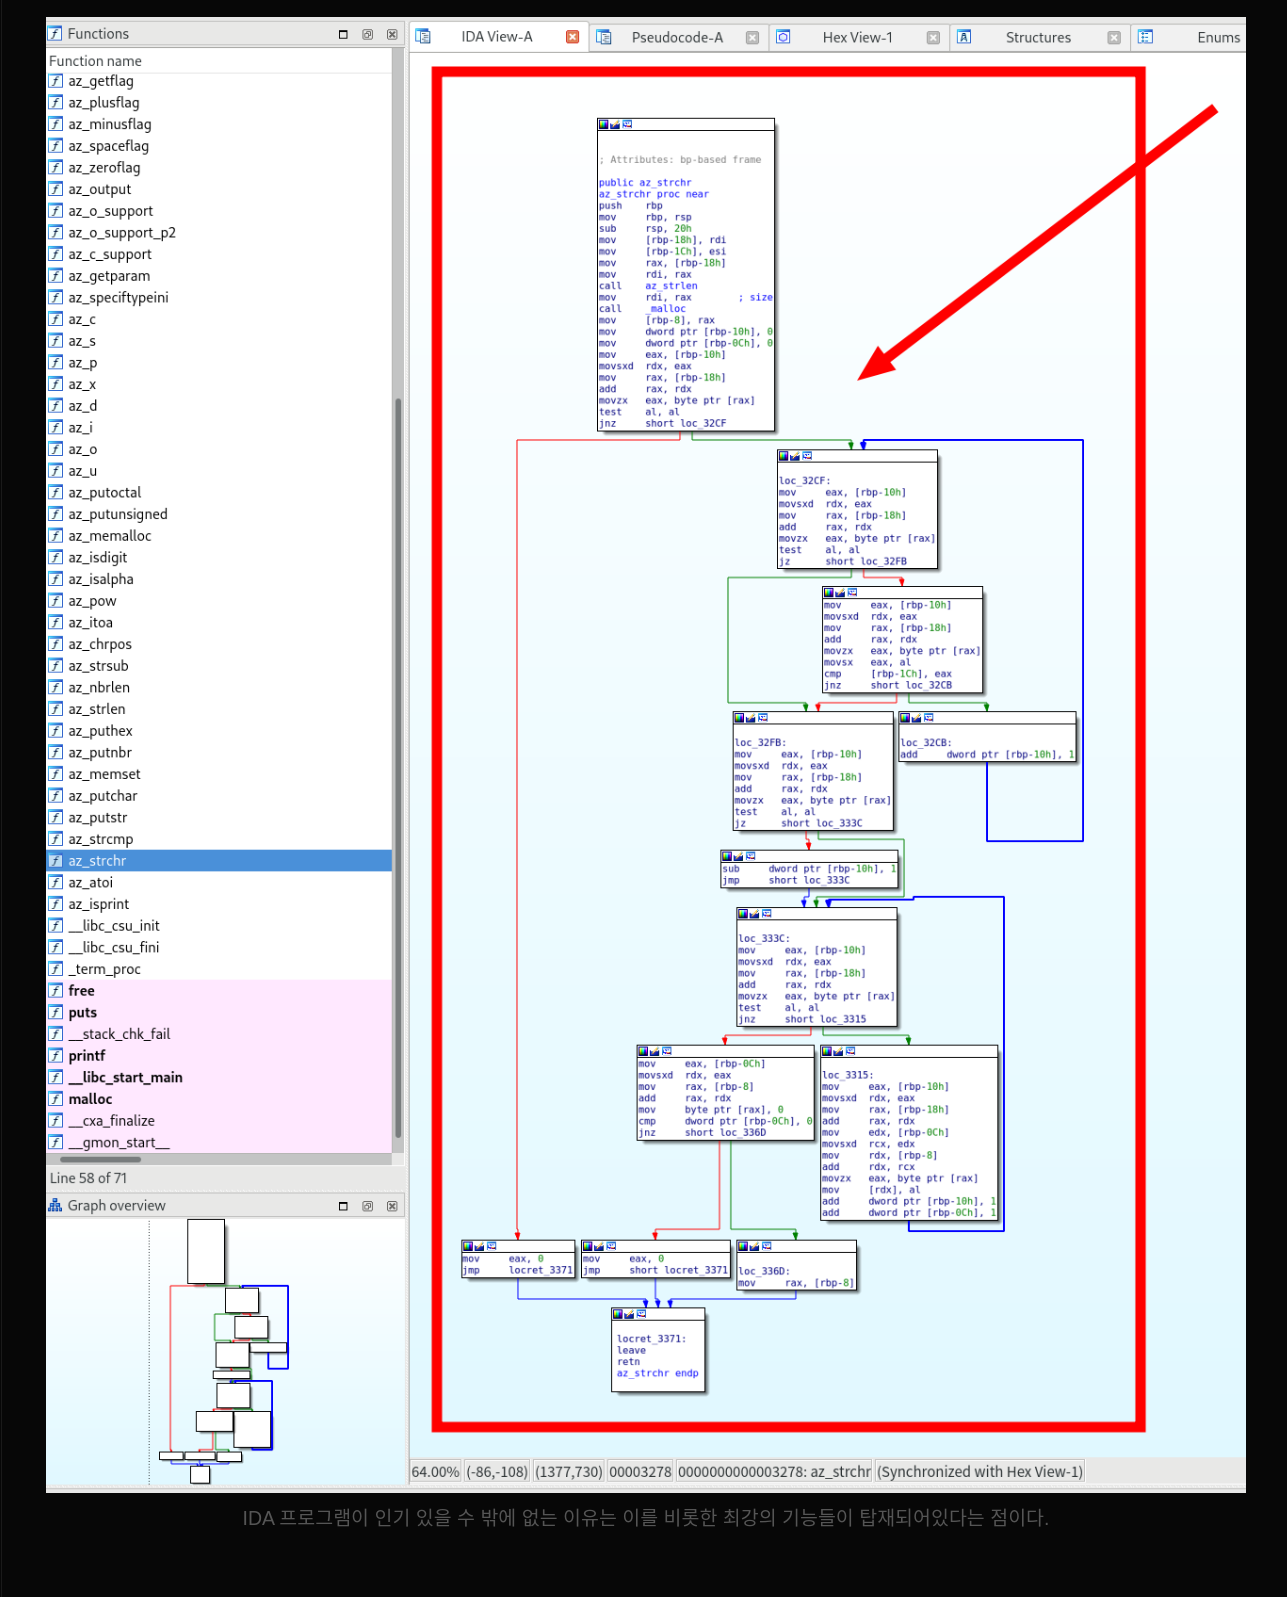 Functions
Function name
az_getflag
az_plusflag
az_minusflag
az_spaceflag
az_zeroflag
az_output
az_o_support
az_o_support_p2
az_c_support
az_getparam
az_speciftypeini
az_c
az_s
az_p
az_x
az_d
az_i
az_o
az_u
az_putoctal
az_putunsigned
az_memalloc
az_isdigit
az_isalpha
az_pow
az_itoa
az_chrpos
az_strsub
az_nbrlen
az_strlen
az_puthex
az_putnbr
az_memset
az_putchar
az_putstr
az_strcmp
az_strchr
az_atoi
az_isprint
__libc_csu_init
__libc_csu_fini
_term_proc
free
puts
__stack_chk_fail
printf
__libc_start_main
malloc
__cxa_finalize
__gmon_start__
Line 58 of 71
Graph overview
IDA View-A
Pseudocode-A
Hex View-1
Structures
Enums
; Attributes: bp-based frame
public az_strchr
az_strchr proc near
push rbp
mov rbp, rsp
sub rsp, 20h
mov [rbp-18h], rdi
mov [rbp-1Ch], esi
mov rax, [rbp-18h]
mov rdi, rax
call az_strlen
mov rdi, rax ; size
call _malloc
mov [rbp-8], rax
mov dword ptr [rbp-10h], 0
mov dword ptr [rbp-0Ch], 0
mov eax, [rbp-10h]
movsxd rdx, eax
mov rax, [rbp-18h]
add rax, rdx
movzx eax, byte ptr [rax]
test al, al
jnz short loc_32CF
loc_32CF:
mov eax, [rbp-10h]
movsxd rdx, eax
mov rax, [rbp-18h]
add rax, rdx
movzx eax, byte ptr [rax]
test al, al
jz short loc_32FB
mov eax, [rbp-10h]
movsxd rdx, eax
mov rax, [rbp-18h]
add rax, rdx
movzx eax, byte ptr [rax]
movsx eax, al
cmp [rbp-1Ch], eax
jnz short loc_32CB
loc_32FB:
mov eax, [rbp-10h]
movsxd rdx, eax
mov rax, [rbp-18h]
add rax, rdx
movzx eax, byte ptr [rax]
test al, al
jz short loc_333C
loc_32CB:
add dword ptr [rbp-10h], 1
sub dword ptr [rbp-10h], 1
jmp short loc_333C
loc_333C:
mov eax, [rbp-10h]
movsxd rdx, eax
mov rax, [rbp-18h]
add rax, rdx
movzx eax, byte ptr [rax]
test al, al
jnz short loc_3315
mov eax, [rbp-0Ch]
movsxd rdx, eax
mov rax, [rbp-8]
add rax, rdx
mov byte ptr [rax], 0
cmp dword ptr [rbp-0Ch], 0
jnz short loc_336D
loc_3315:
mov eax, [rbp-10h]
movsxd rdx, eax
mov rax, [rbp-18h]
add rax, rdx
mov edx, [rbp-0Ch]
movsxd rcx, edx
mov rdx, [rbp-8]
add rdx, rcx
movzx eax, byte ptr [rax]
mov [rdx], al
add dword ptr [rbp-10h], 1
add dword ptr [rbp-0Ch], 1
mov eax, 0
jmp locret_3371
mov eax, 0
jmp short locret_3371
loc_336D:
mov rax, [rbp-8]
locret_3371:
leave
retn
az_strchr endp
64.00% (-86,-108) (1377,730) 00003278 0000000000003278: az_strchr (Synchronized with Hex View-1)
IDA 프로그램이 인기 있을 수 밖에 없는 이유는 이를 비롯한 최강의 기능들이 탑재되어있다는 점이다.